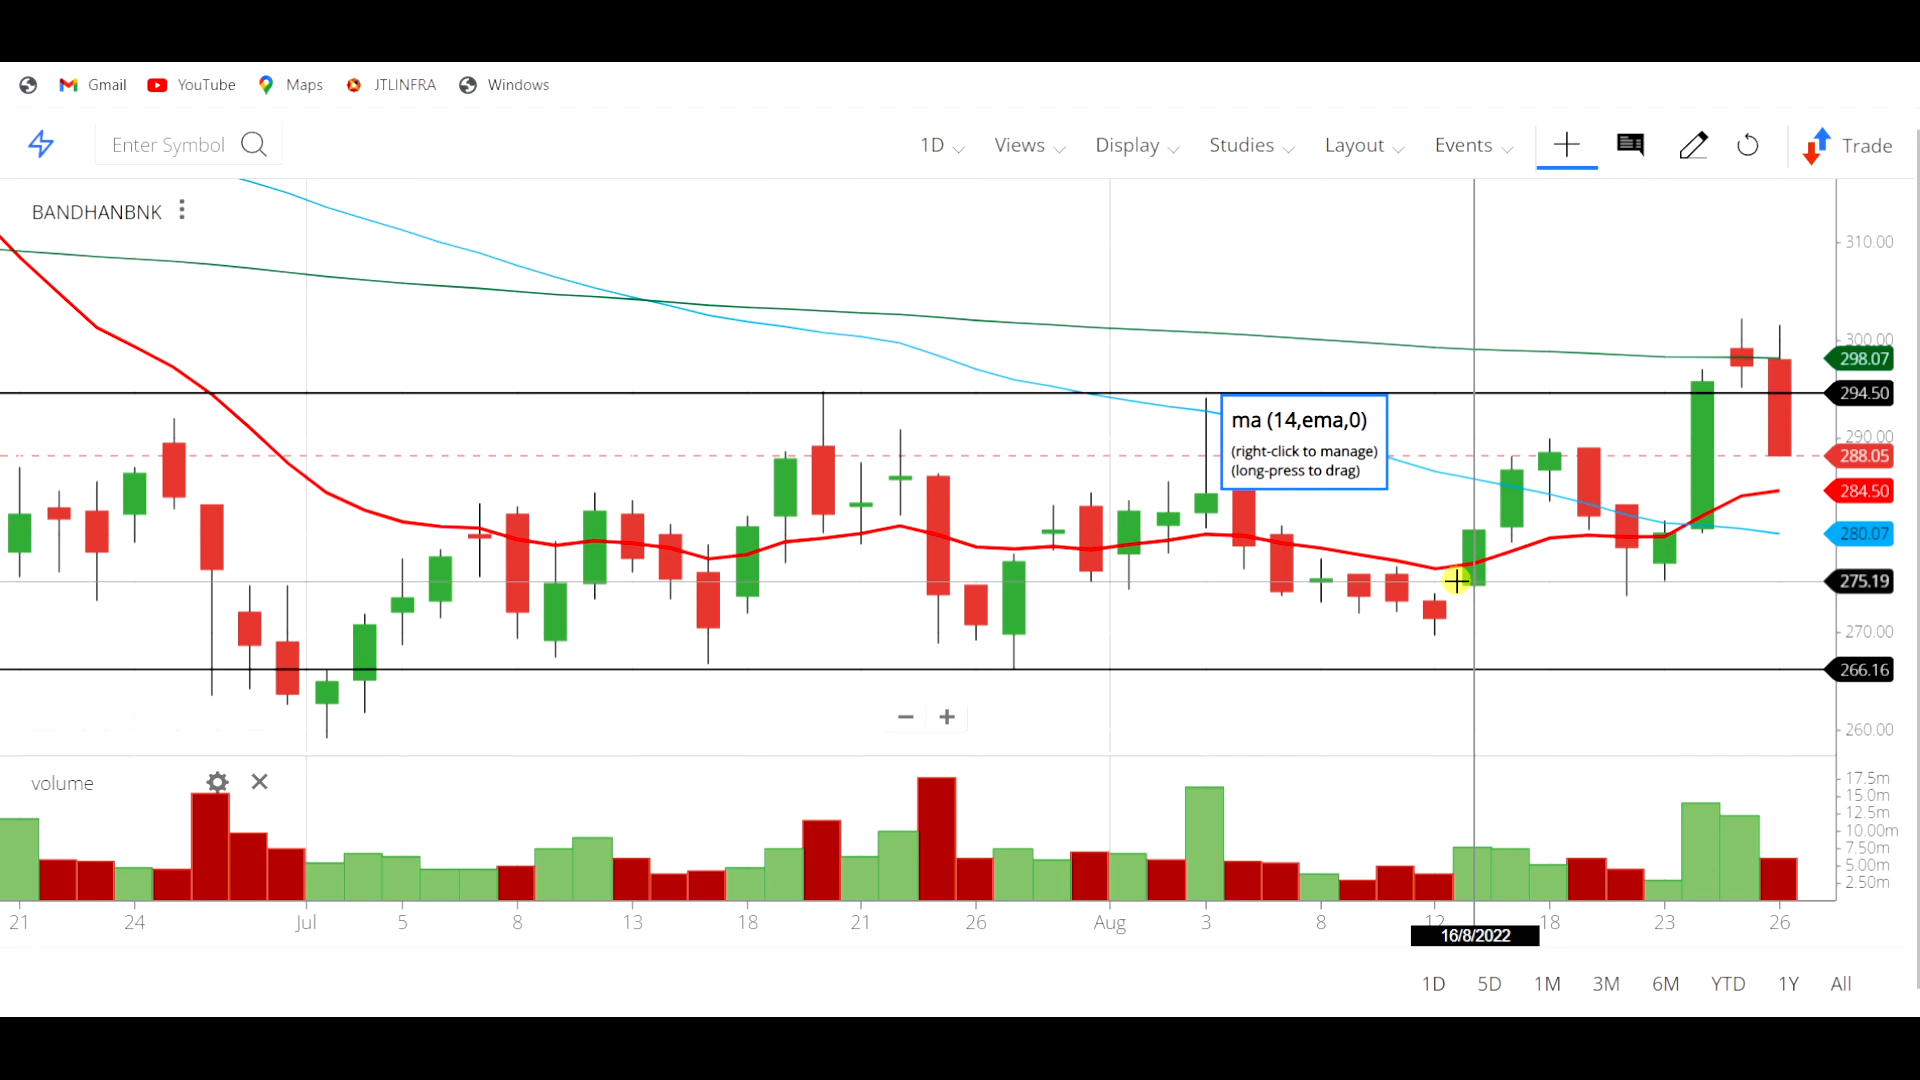 Gmail YouTube Maps JTLINFRA Windows
Enter Symbol 1D Views Display Studies Layout Events Trade
BANDHANBNK
310.00
300.00
298.07
294.50
290.00
288.05
284.50
280.07
275.19
270.00
266.16
260.00
ma (14,ema,0)
(right-click to manage)
(long-press to drag)
volume
17.5m
15.0m
12.5m
10.00m
7.50m
5.00m
2.50m
21 24 Jul 5 8 13 18 21 26 Aug 3 8 12 18 23 26
16/8/2022
1D 5D 1M 3M 6M YTD 1Y All